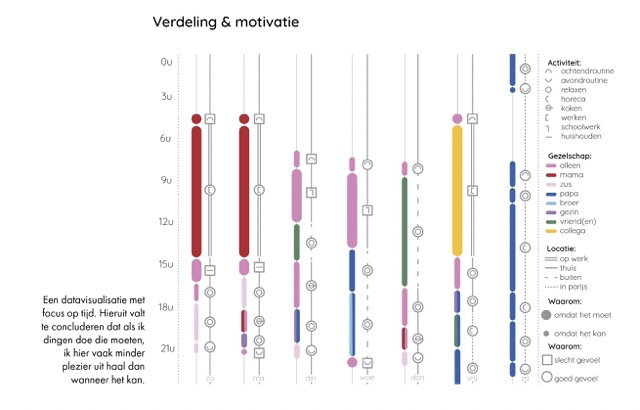 Verdeling & motivatie
0u
3u
6u
9u
12u
15u
18u
21u
zo
ma
din
woe
don
vrij
za
Activiteit:
ochtendroutine
avondroutine
relaxen
horeca
koken
werken
schoolwerk
huishouden
Gezelschap:
alleen
mama
zus
papa
broer
gezin
vriend(en)
collega
Locatie:
op werk
thuis
buiten
in parijs
Waarom:
omdat het moet
omdat het kan
Waarom:
slecht gevoel
goed gevoel
Een datavisualisatie met
focus op tijd. Hieruit valt
te concluderen dat als ik
dingen doe die moeten,
ik hier vaak minder
plezier uit haal dan
wanneer het kan.